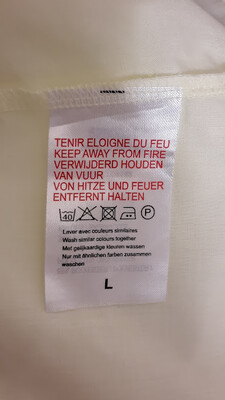 TENIR ELOIGNE DU FEU
KEEP AWAY FROM FIRE
VERWIJDERD HOUDEN
VAN VUUR
VON HITZE UND FEUER
ENTFERNT HALTEN
40 P
Laver avec couleurs similaires
Wash similar colours together
Met gelijkaardige kleuren wassen
Nur mit ähnlichen farben zusammen
waschen
L